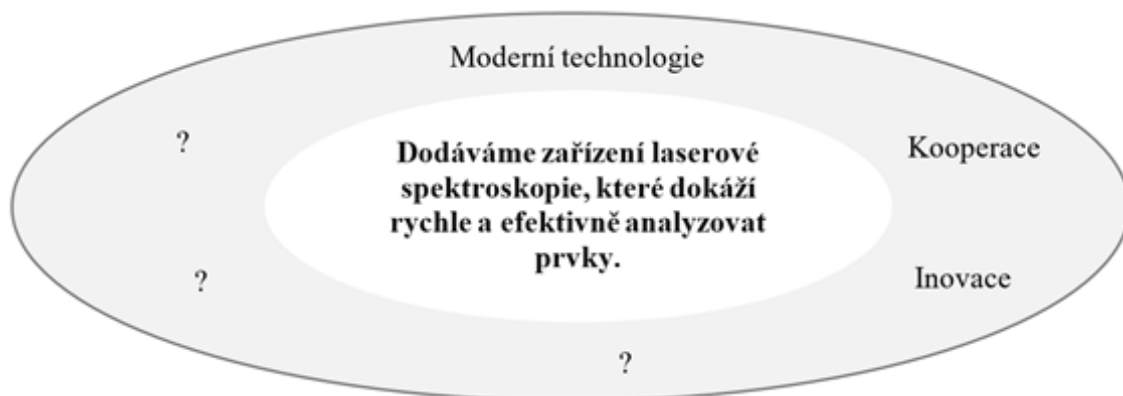 Moderní technologie
?
Kooperace
Dodáváme zařízení laserové
spektroskopie, které dokáží
rychle a efektivně analyzovat
prvky.
?
Inovace
?